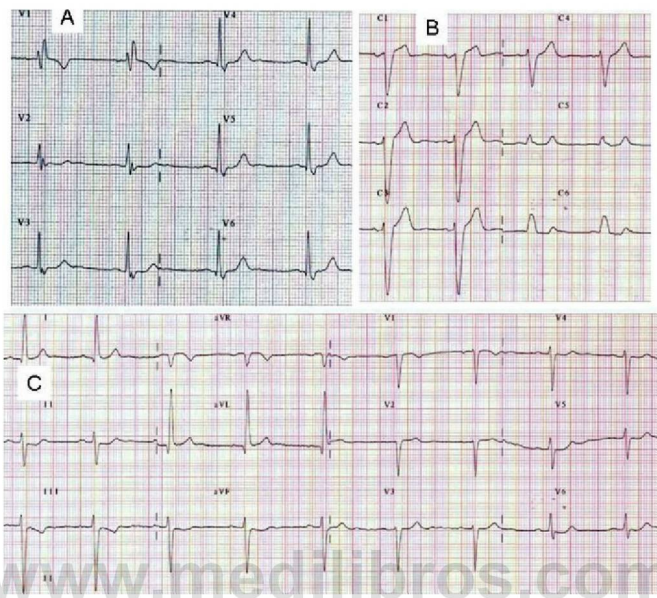 V1 A V4
V2 V5
V3 V6
C1 B C4
C2 C5
C3 C6
I aVR V1 V4
C
II aVL V2 V5
III aVF V3 V6
II
www.medilibros.com